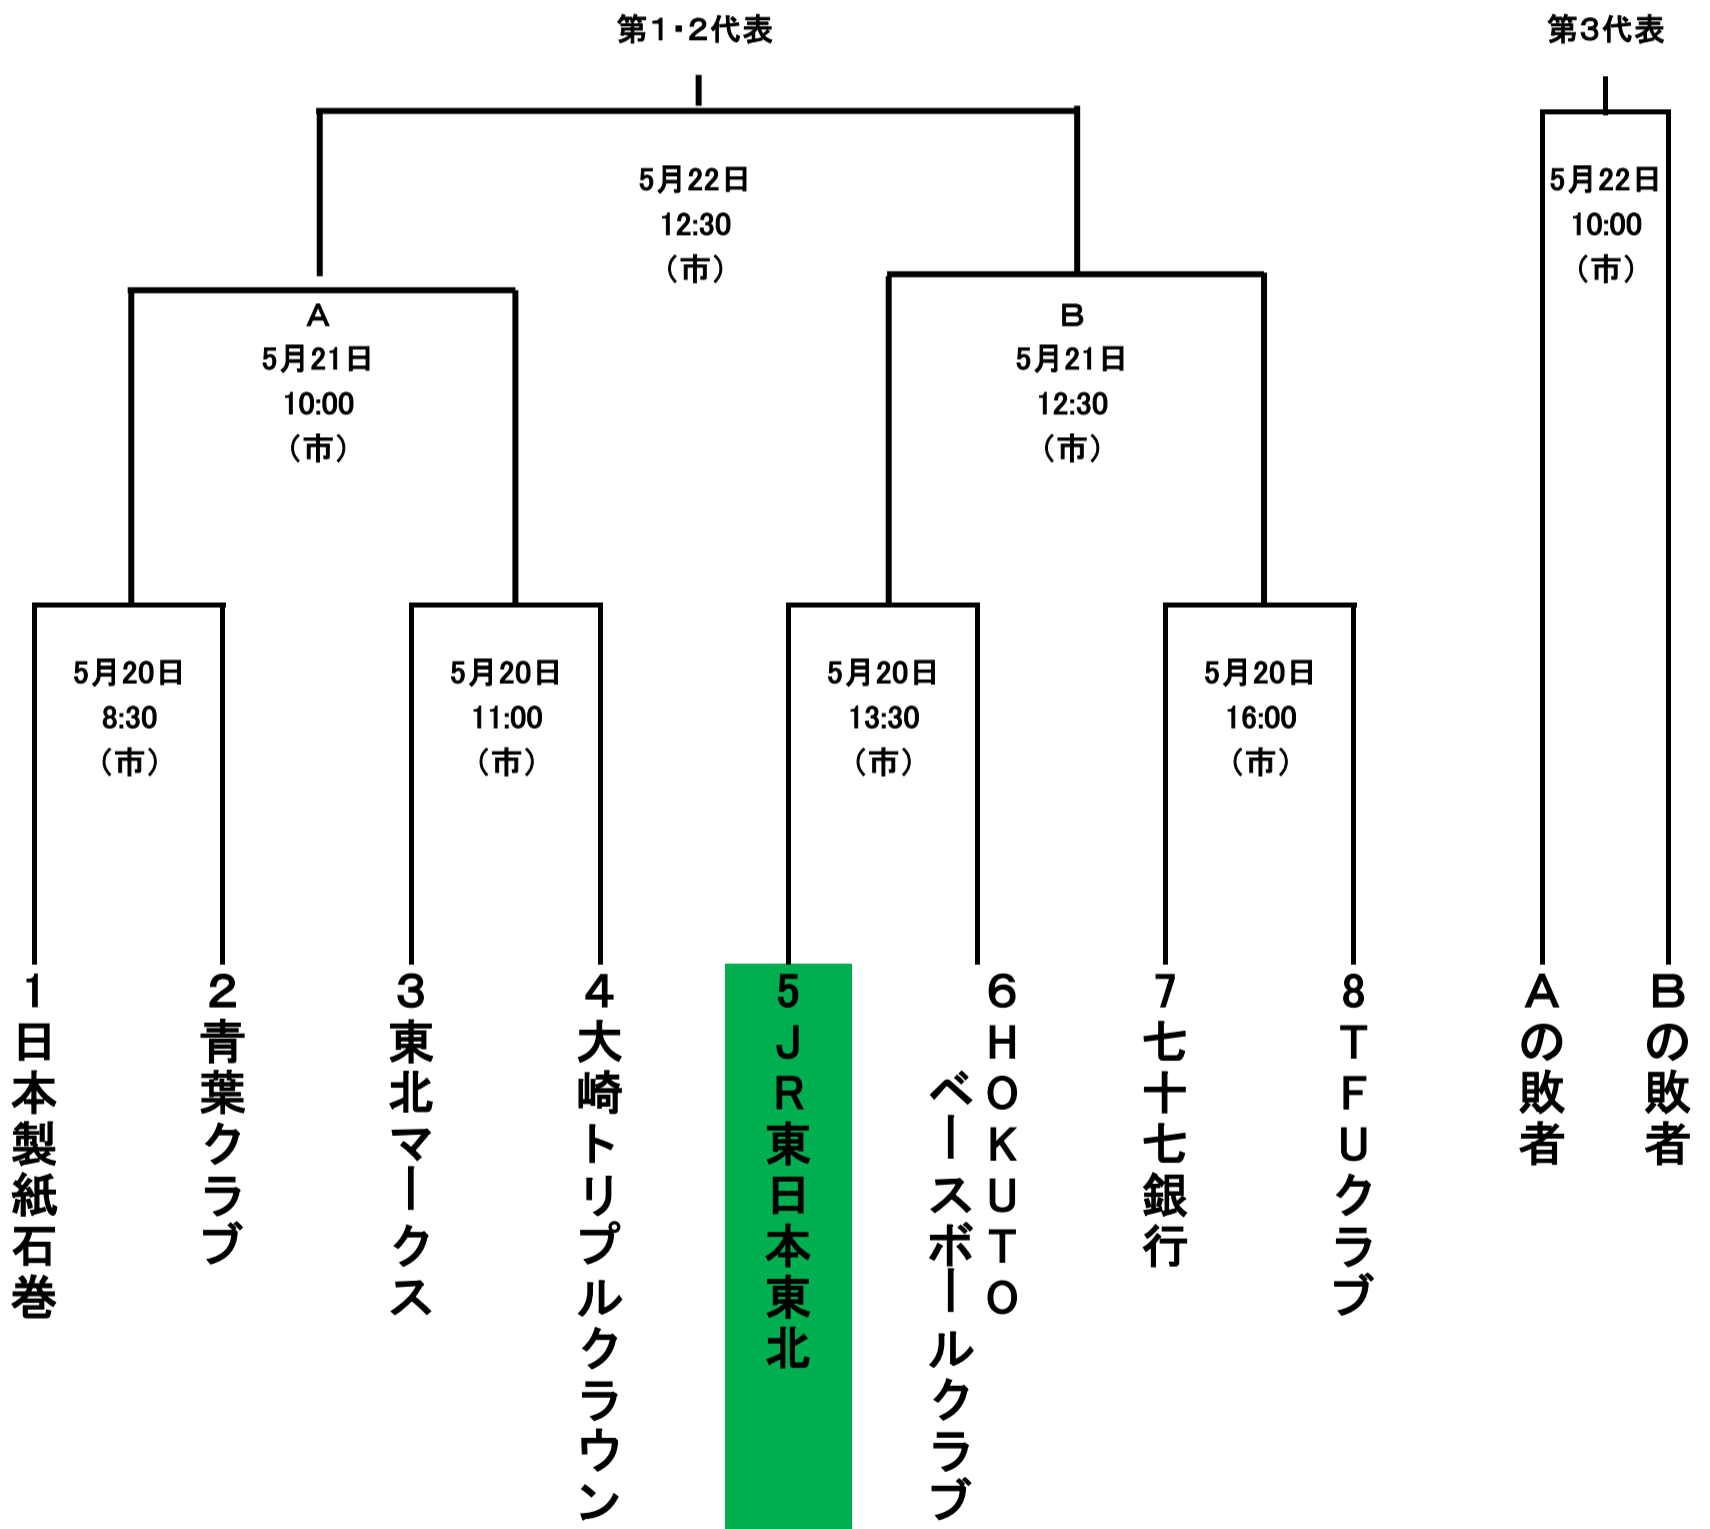 第1・2代表
第3代表
5月22日
12:30
（市）
5月22日
10:00
（市）
A
5月21日
10:00
（市）
B
5月21日
12:30
（市）
5月20日
8:30
（市）
5月20日
11:00
（市）
5月20日
13:30
（市）
5月20日
16:00
（市）
1日本製紙石巻
2青葉クラブ
3東北マークス
4大崎トリプルクラウン
5JR東日本東北
6HOKUTO
ベースボールクラブ
7七十七銀行
8TFUクラブ
Aの敗者
Bの敗者